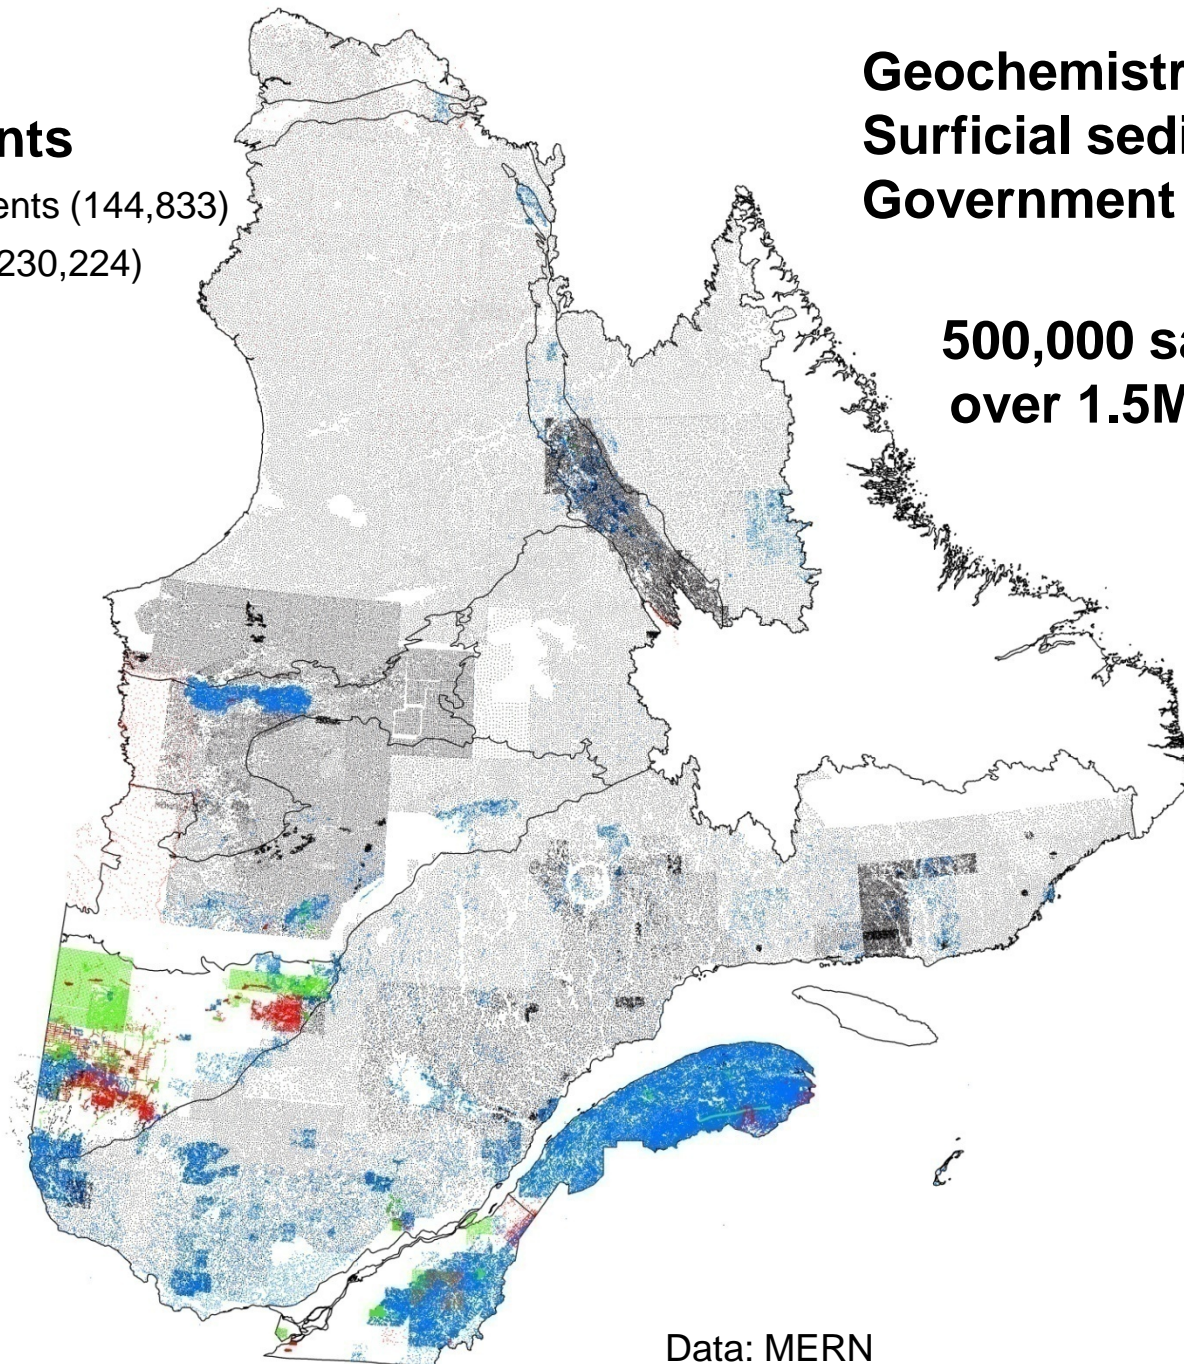 nts
ents (144,833)
230,224)
Geochemistr
Surficial sedi
Government
500,000 sa
over 1.5M
Data: MERN